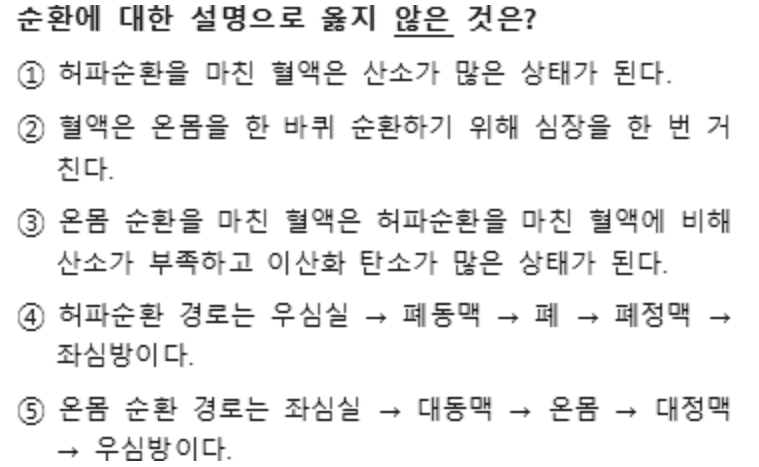 순환에 대한 설명으로 옳지 않은 것은?
① 허파순환을 마친 혈액은 산소가 많은 상태가 된다.
② 혈액은 온몸을 한 바퀴 순환하기 위해 심장을 한 번 거
친다.
③ 온몸 순환을 마친 혈액은 허파순환을 마친 혈액에 비해
산소가 부족하고 이산화 탄소가 많은 상태가 된다.
④ 허파순환 경로는 우심실 → 폐동맥 → 폐 → 폐정맥 →
좌심방이다.
⑤ 온몸 순환 경로는 좌심실 → 대동맥 → 온몸 → 대정맥
→ 우심방이다.